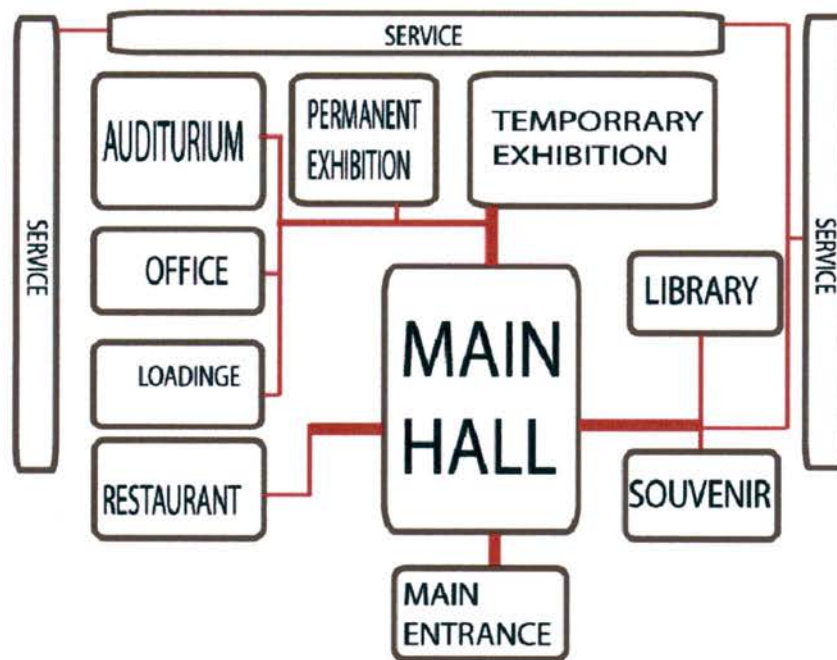 SERVICE
SERVICE
SERVICE
AUDITURIUM
PERMANENT
EXHIBITION
TEMPORRARY
EXHIBITION
OFFICE
LIBRARY
LOADINGE
MAIN
HALL
RESTAURANT
SOUVENIR
MAIN
ENTRANCE